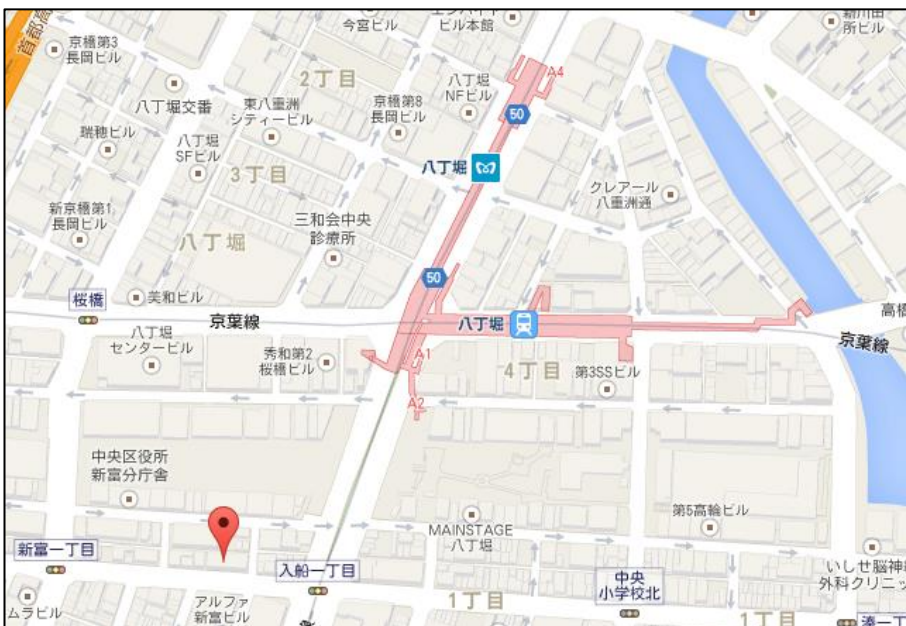 今宮ビル
ビル本館
新川田
所ビル
首都高
京橋第3
長岡ビル
2丁目
A4
八丁堀交番
東八重洲
シティービル
京橋第8
長岡ビル
八丁堀
NFビル
50
瑞穂ビル
八丁堀
SFビル
3丁目
八丁堀
クレアール
八重洲通
新京橋第1
長岡ビル
八丁堀
三和会中央
診療所
50
桜橋
美和ビル
京葉線
八丁堀
高橋
京葉線
八丁堀
センタービル
秀和第2
桜橋ビル
A1
4丁目
第3SSビル
A2
中央区役所
新富分庁舎
MAINSTAGE
八丁堀
第5高輪ビル
新富一丁目
入船一丁目
中央
小学校北
いしせ脳神経
外科クリニッ
ムラビル
アルファ
新富ビル
1丁目
1丁目
湊一丁